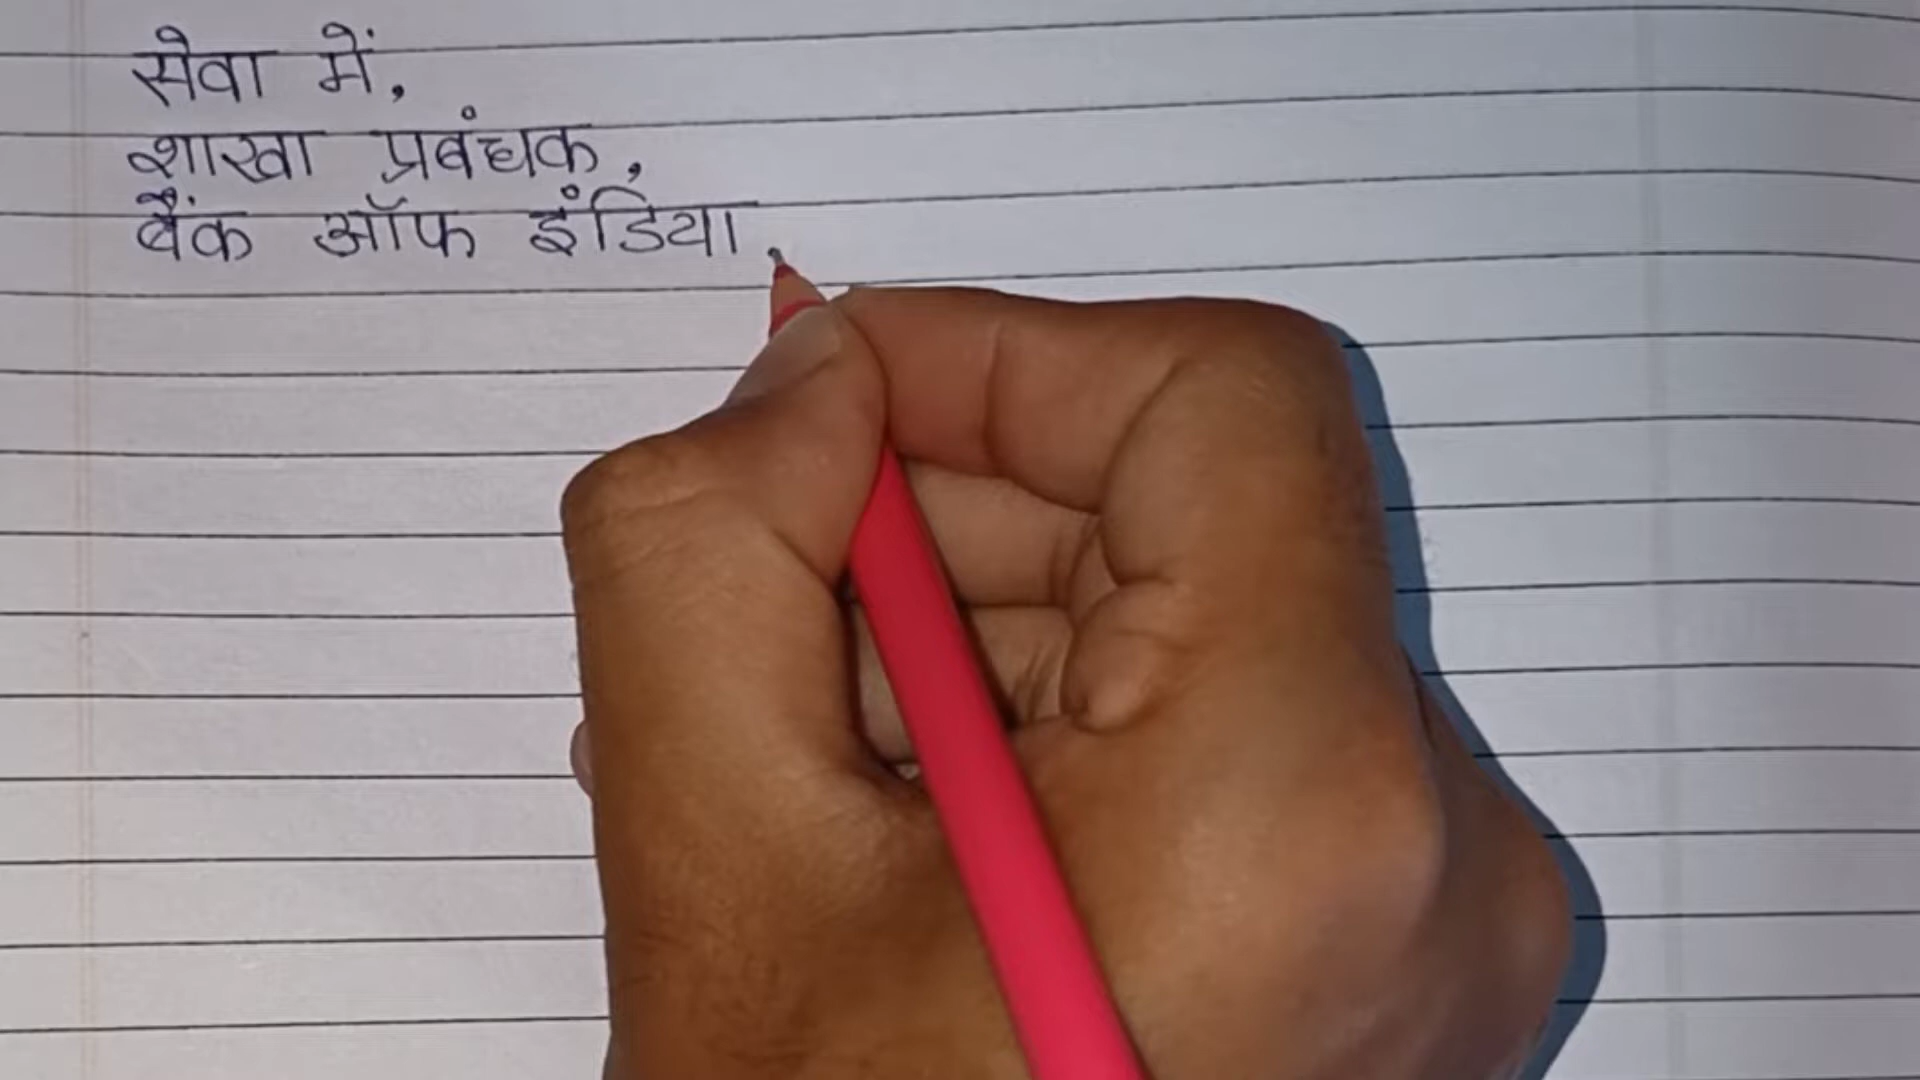 सेवा में,
शाखा प्रबंधक,
बैंक ऑफ इंडिया,